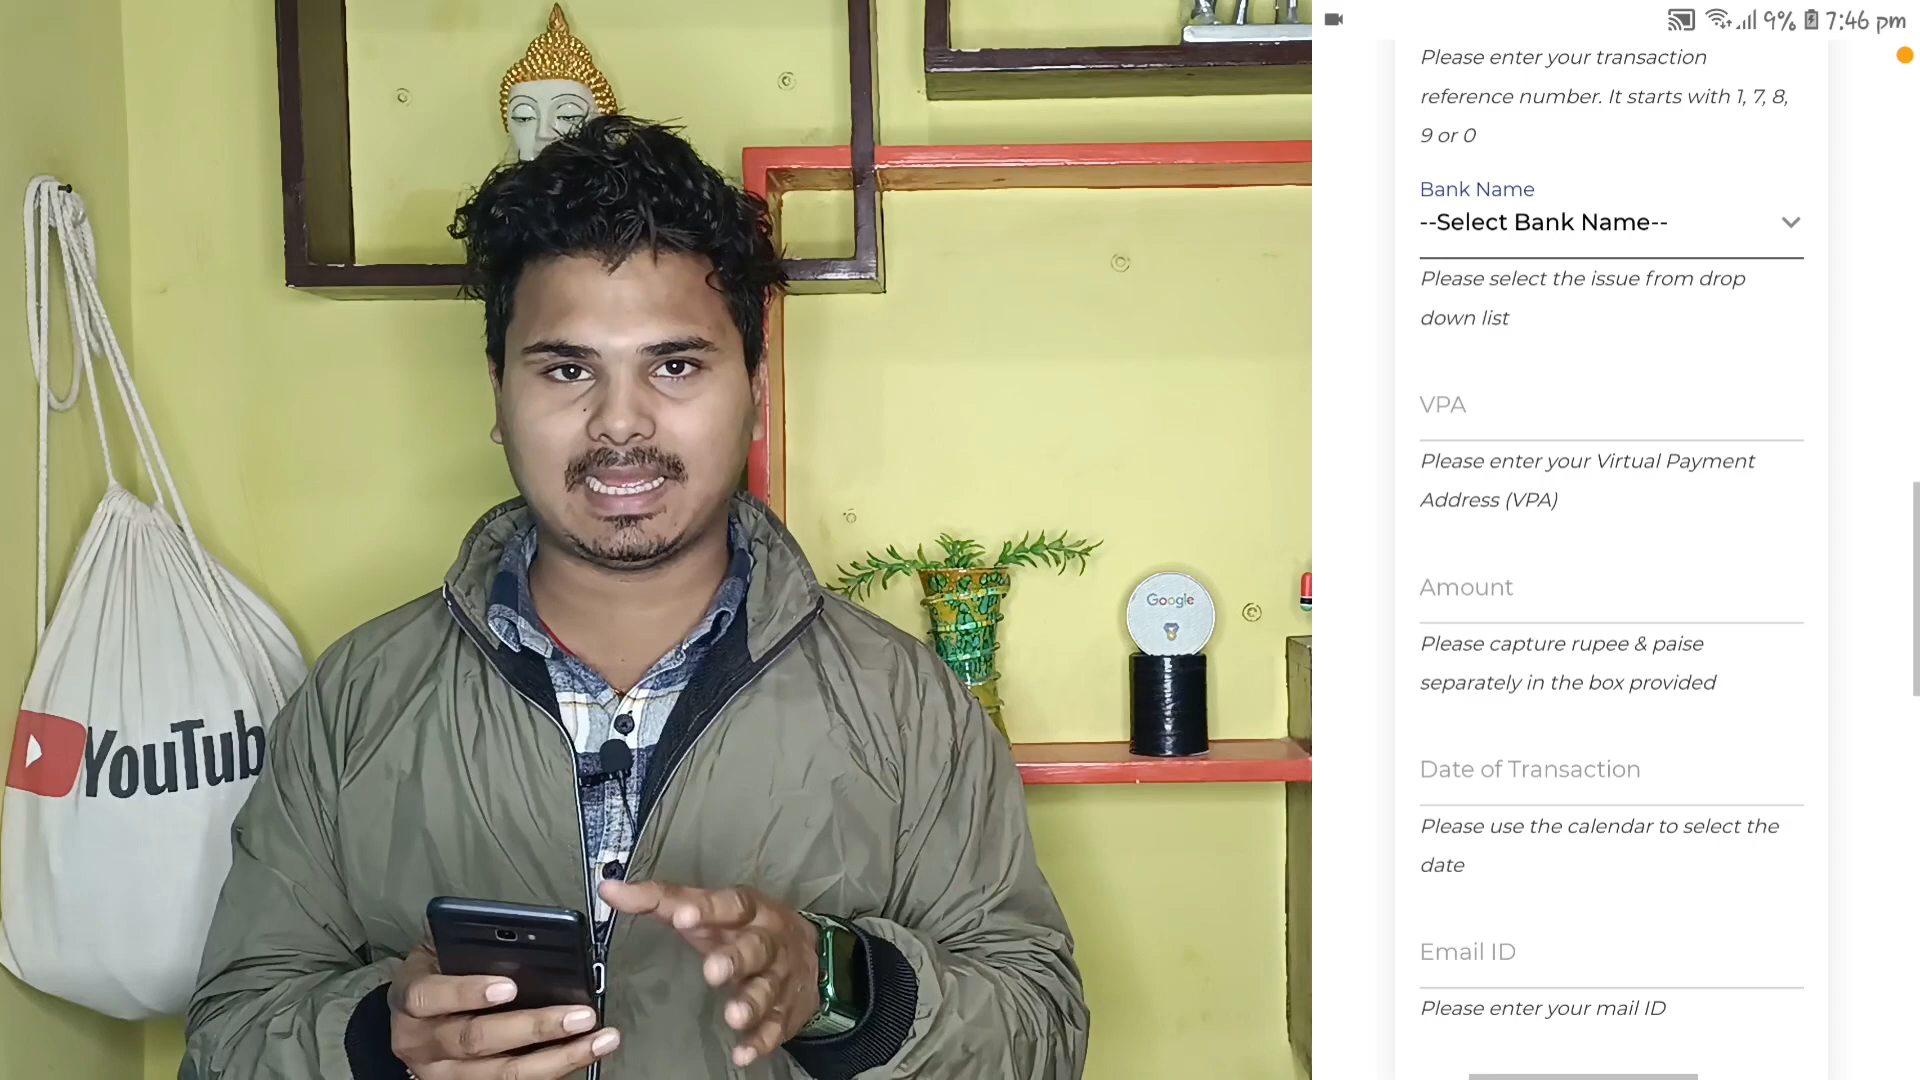 YouTub
Google
9% 7:46 pm
Please enter your transaction
reference number. It starts with 1, 7, 8,
9 or 0
Bank Name
--Select Bank Name--
Please select the issue from drop
down list
VPA
Please enter your Virtual Payment
Address (VPA)
Amount
Please capture rupee & paise
separately in the box provided
Date of Transaction
Please use the calendar to select the
date
Email ID
Please enter your mail ID